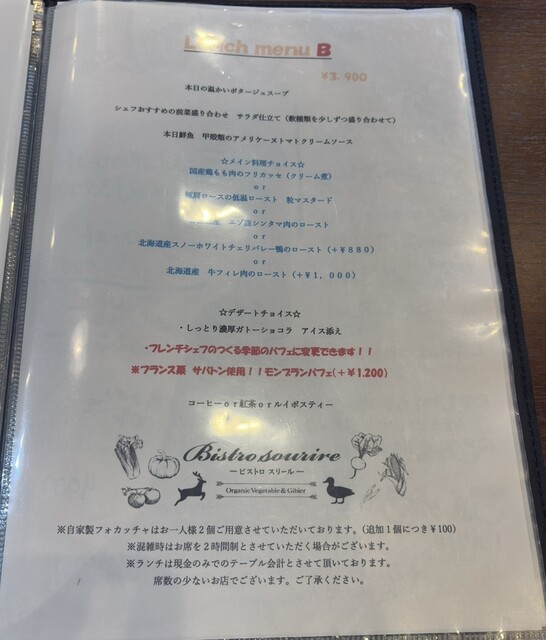 Lunch menu B
￥3,900
本日の温かいポタージュスープ
シェフおすすめの前菜盛り合わせ　サラダ仕立て（数種類を少しずつ盛り合わせて）
本日鮮魚　甲殻類のアメリケーヌトマトクリームソース
☆メイン料理チョイス☆
国産鶏もも肉のフリカッセ（クリーム煮）
or
肩ロースの低温ロースト　粒マスタード
or
シンタマ肉のロースト
or
北海道産スノーホワイトチェリバレー鴨のロースト（＋￥880）
or
北海道産　牛フィレ肉のロースト（＋￥1，000）
☆デザートチョイス☆
・しっとり濃厚ガトーショコラ　アイス添え
・フレンチシェフのつくる季節のパフェに変更できます！！
※フランス栗　サバトン使用！！モンブランパフェ(＋￥1,200)
コーヒーor紅茶orルイボスティー
Bistro sourire
ービストロ スリールー
Organic Vegetable & Gibier
※自家製フォカッチャはお一人様２個ご用意させていただいております。（追加１個につき￥100）
※混雑時はお席を２時間制とさせていただく場合がございます。
※ランチは現金のみでのテーブル会計とさせて頂いております。
席数の少ないお店でございます。ご了承ください。